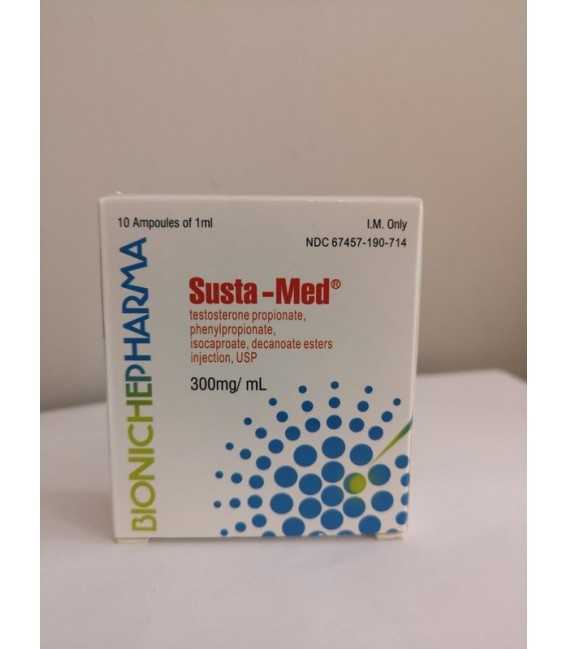 10 Ampoules of 1ml
I.M. Only
NDC 67457-190-714
BIONICHEPHARMA
Susta-Med®
testosterone propionate,
phenylpropionate,
isocaproate, decanoate esters
injection, USP
300mg/ mL